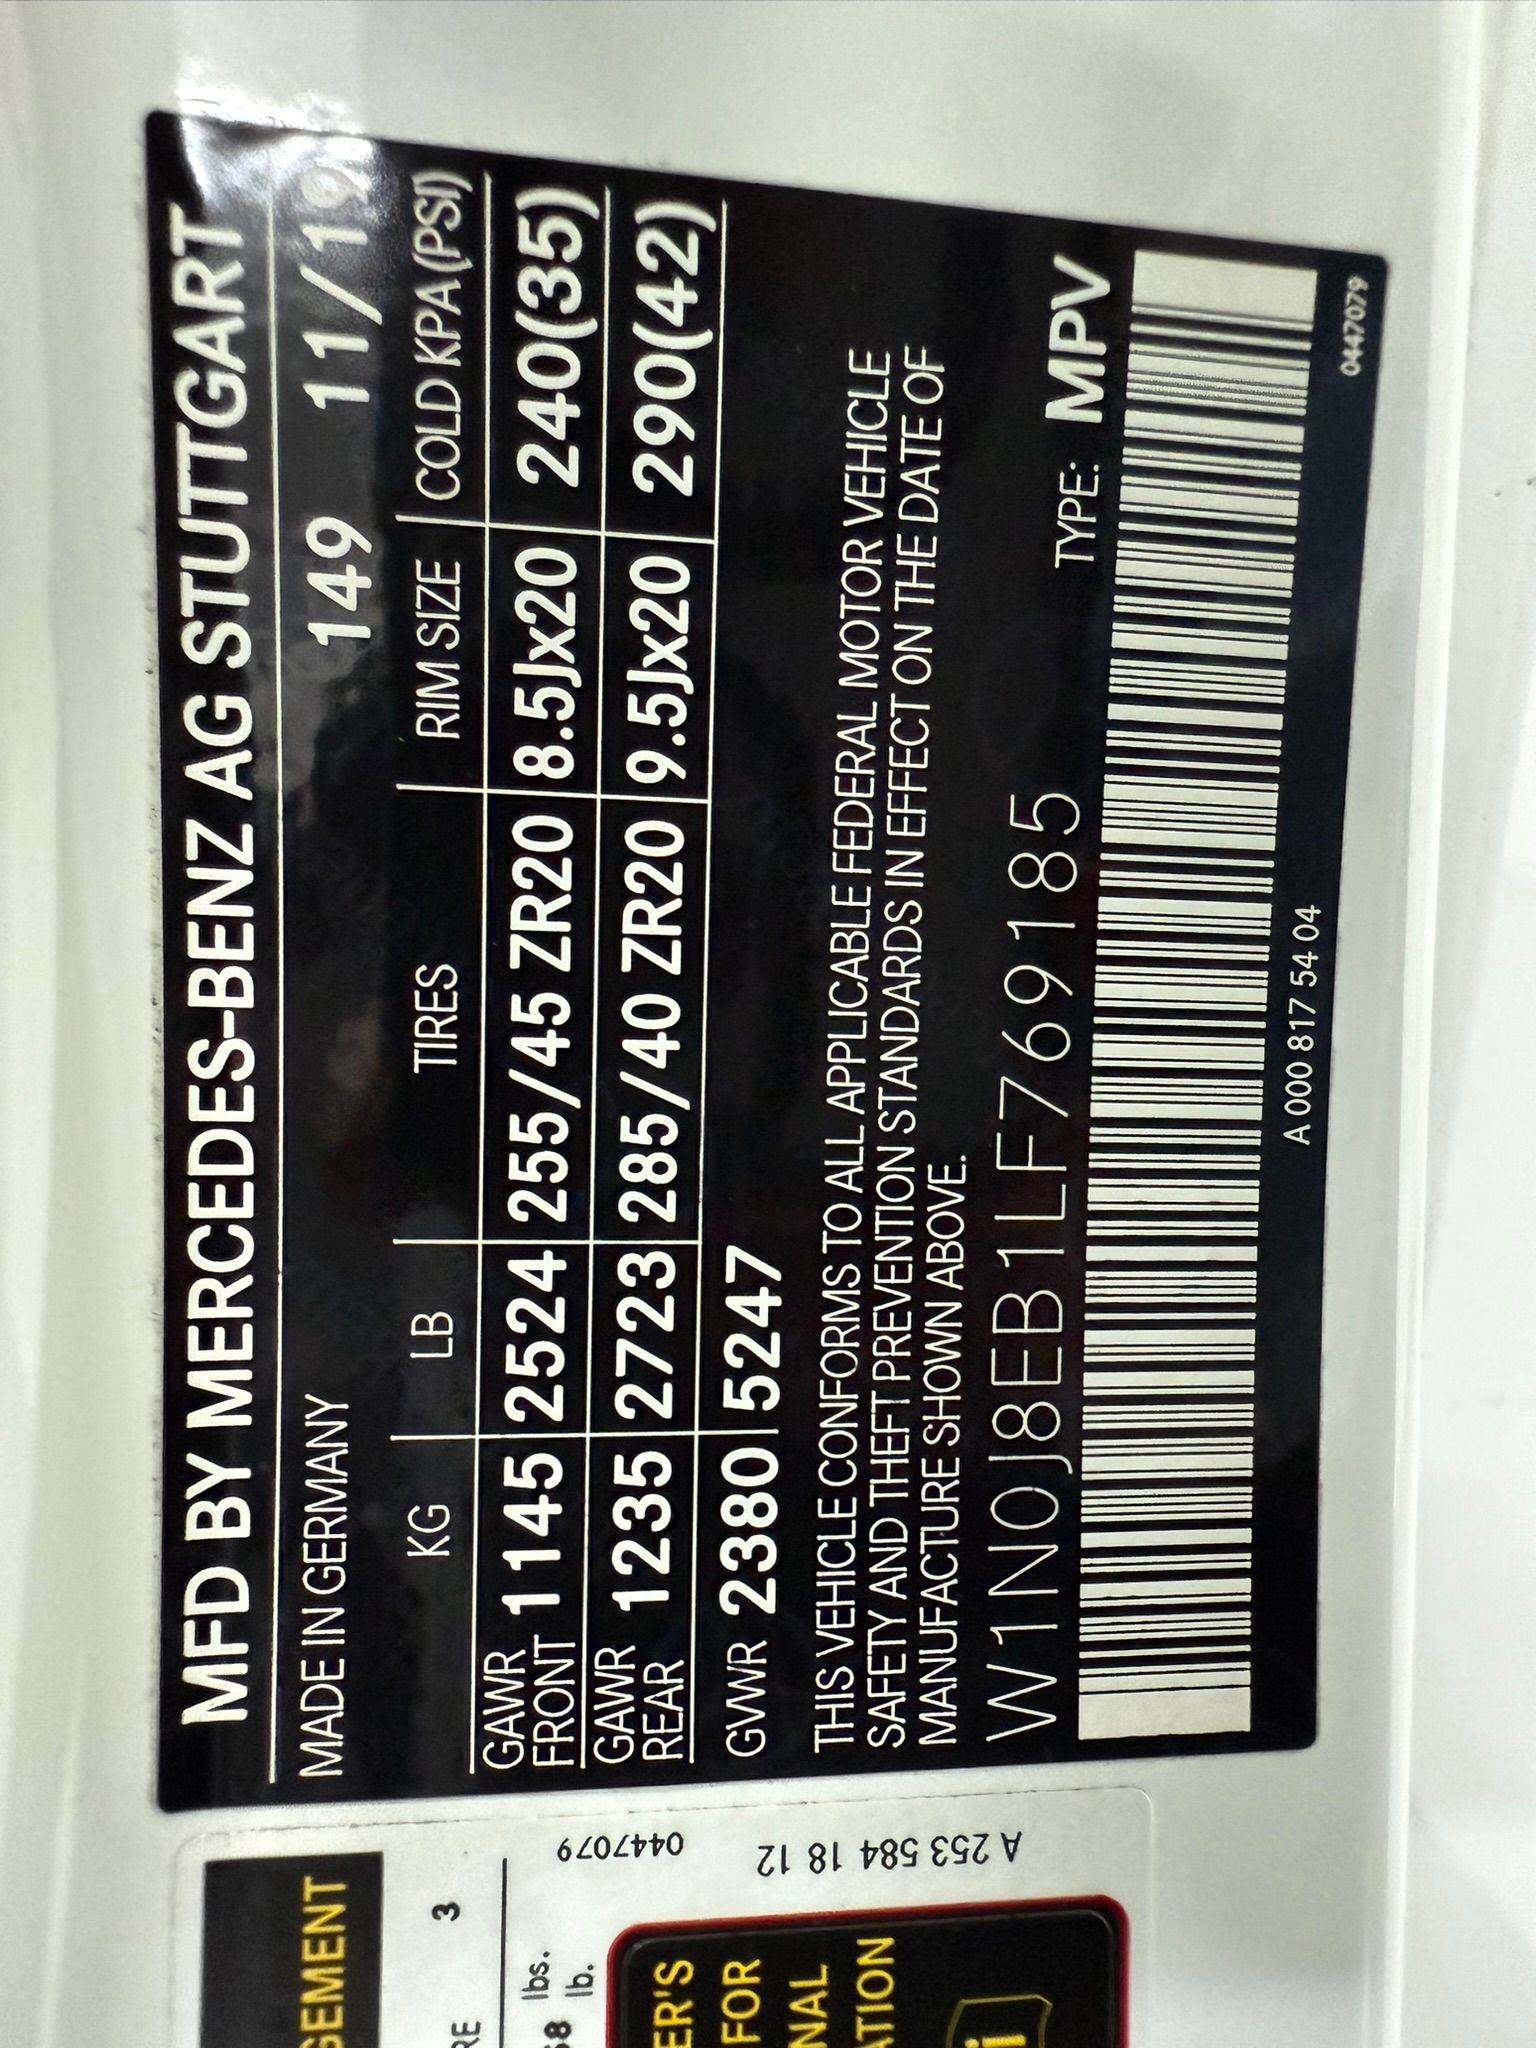 MFD BY MERCEDES-BENZ AG STUTTGART
MADE IN GERMANY 149 11/19
KG LB TIRES RIM SIZE COLD KPA(PSI)
GAWR FRONT 1145 2524 255/45 ZR20 8.5Jx20 240(35)
GAWR REAR 1235 2723 285/40 ZR20 9.5Jx20 290(42)
GVWR 2380 5247
THIS VEHICLE CONFORMS TO ALL APPLICABLE FEDERAL MOTOR VEHICLE
SAFETY AND THEFT PREVENTION STANDARDS IN EFFECT ON THE DATE OF
MANUFACTURE SHOWN ABOVE.
W1N0J8EB1LF769185 TYPE: MPV
A 000 817 54 04
0447079
0447079
A 253 584 18 12
GEMENT
RE 3
lbs.
lb.
ER'S
FOR
NAL
ATION
i